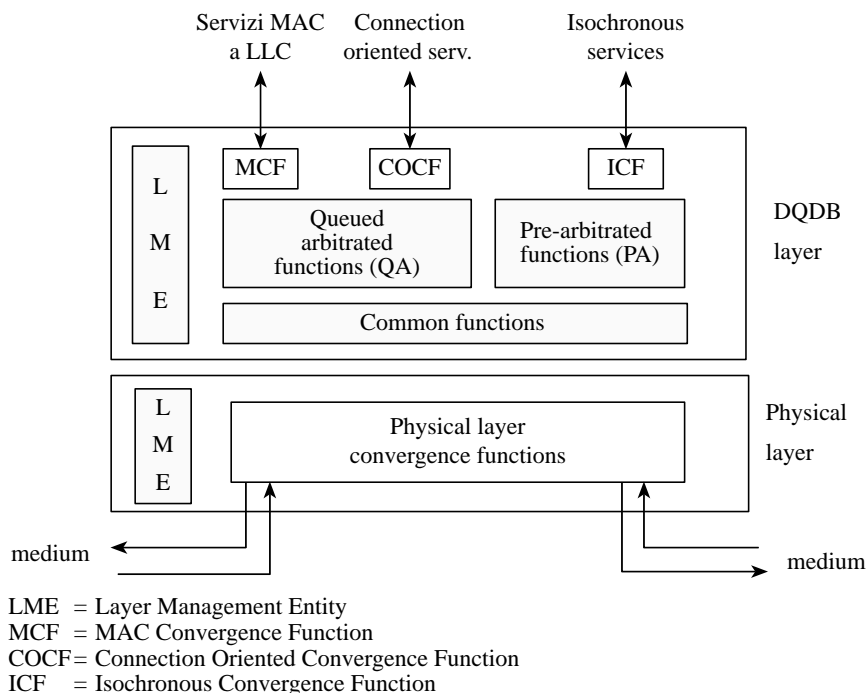 Servizi MAC
a LLC
Connection
oriented serv.
Isochronous
services
L
M
E
MCF
COCF
ICF
Queued
arbitrated
functions (QA)
Pre-arbitrated
functions (PA)
Common functions
DQDB
layer
L
M
E
Physical layer
convergence functions
Physical
layer
medium
medium
LME = Layer Management Entity
MCF = MAC Convergence Function
COCF= Connection Oriented Convergence Function
ICF = Isochronous Convergence Function